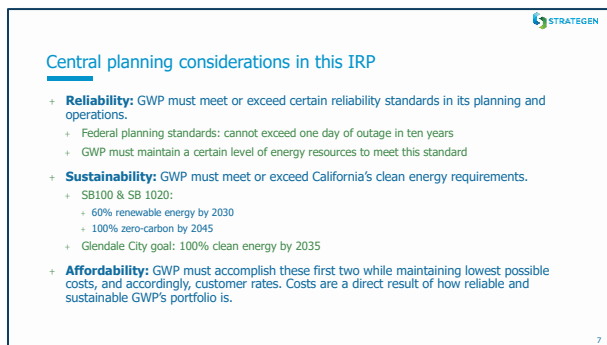 STRATEGEN
Central planning considerations in this IRP
+ Reliability: GWP must meet or exceed certain reliability standards in its planning and
operations.
+ Federal planning standards: cannot exceed one day of outage in ten years
+ GWP must maintain a certain level of energy resources to meet this standard
+ Sustainability: GWP must meet or exceed California's clean energy requirements.
+ SB100 & SB 1020:
+ 60% renewable energy by 2030
+ 100% zero-carbon by 2045
+ Glendale City goal: 100% clean energy by 2035
+ Affordability: GWP must accomplish these first two while maintaining lowest possible
costs, and accordingly, customer rates. Costs are a direct result of how reliable and
sustainable GWP's portfolio is.
7